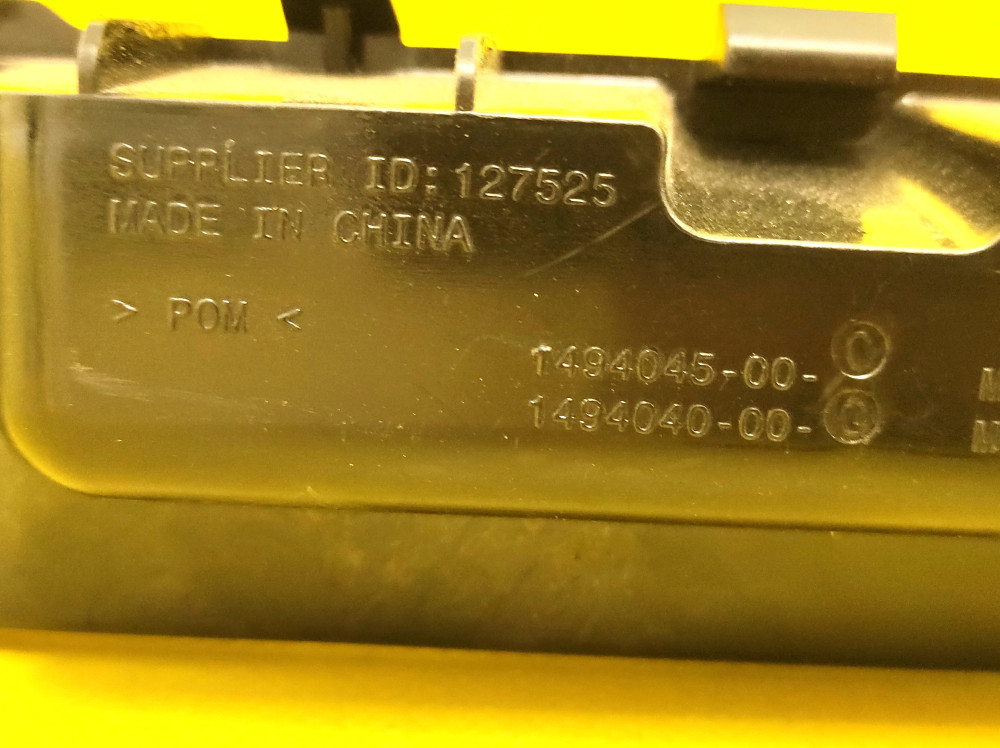 SUPPLIER ID: 127525
MADE IN CHINA
> POM <
1494045-00-C
1494040-00-